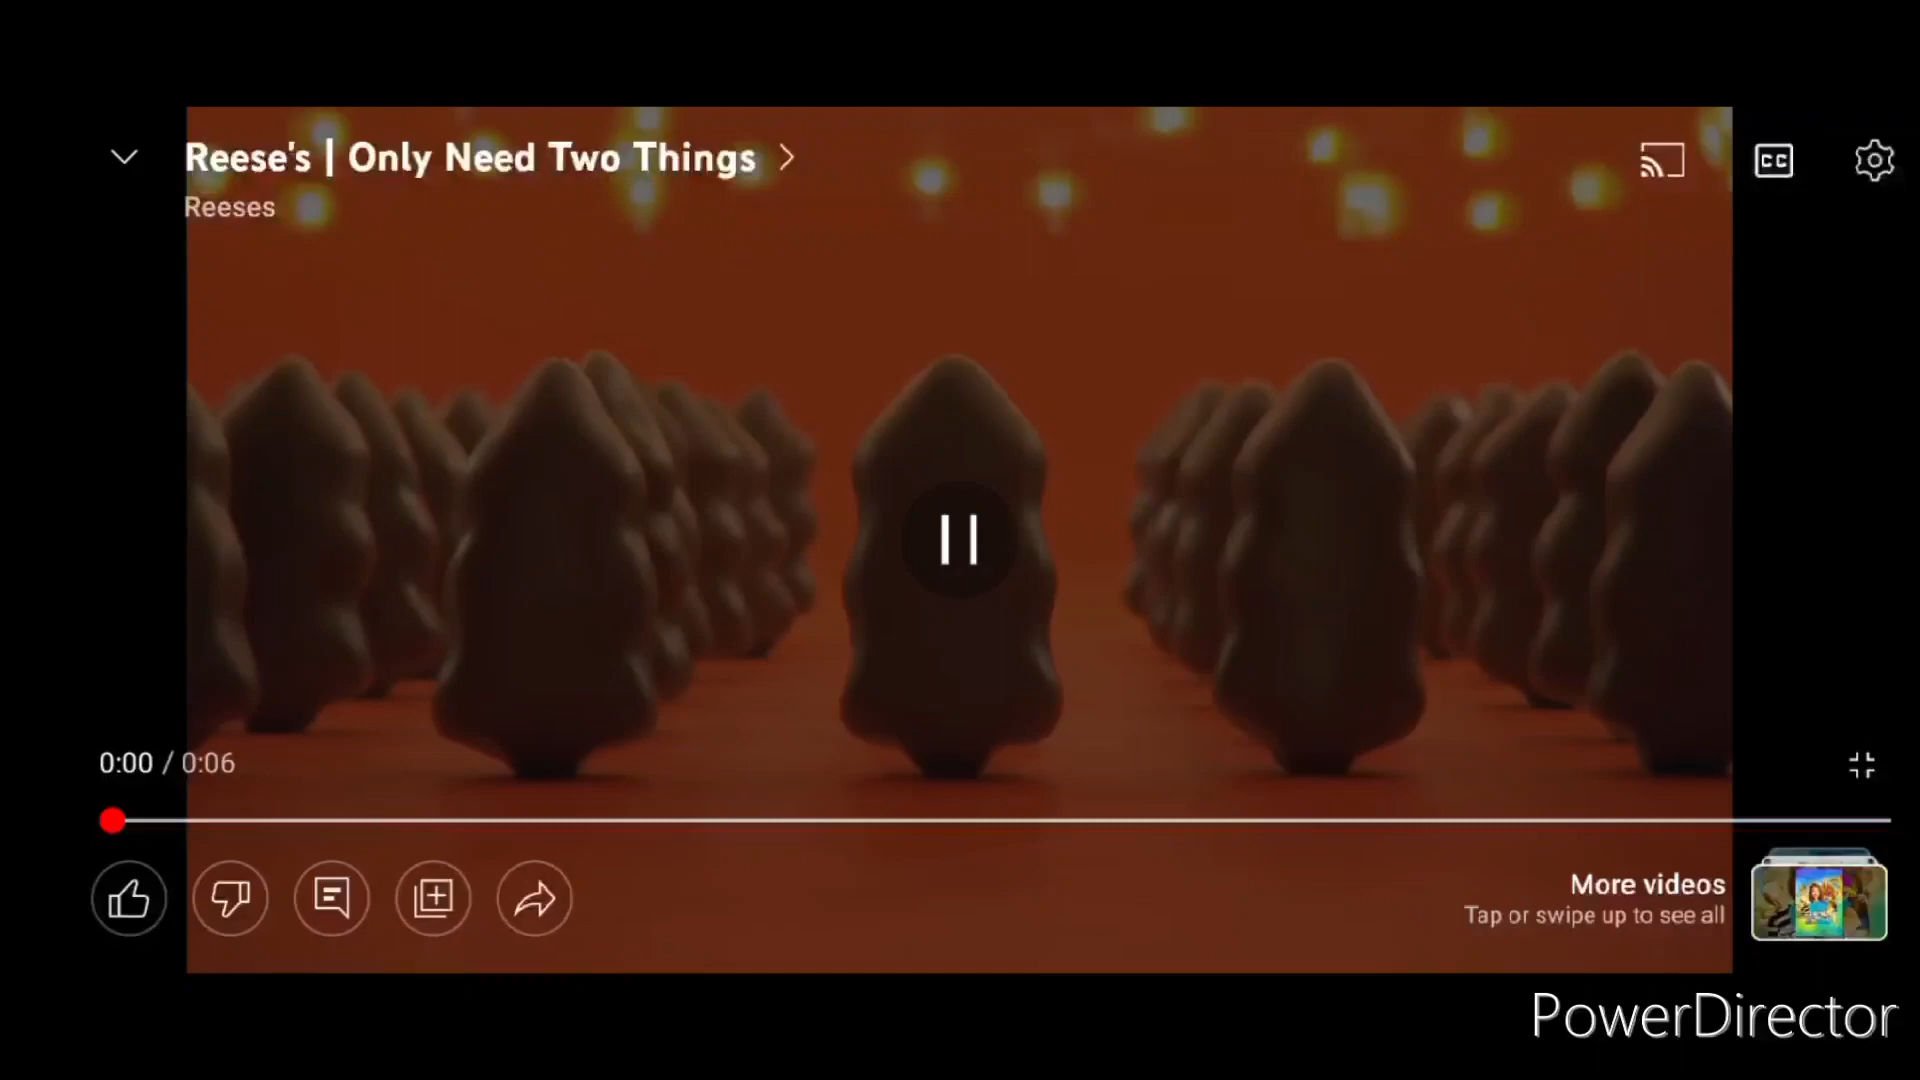 Reese's | Only Need Two Things
Reeses
CC
0:00 / 0:06
More videos
Tap or swipe up to see all
PowerDirector